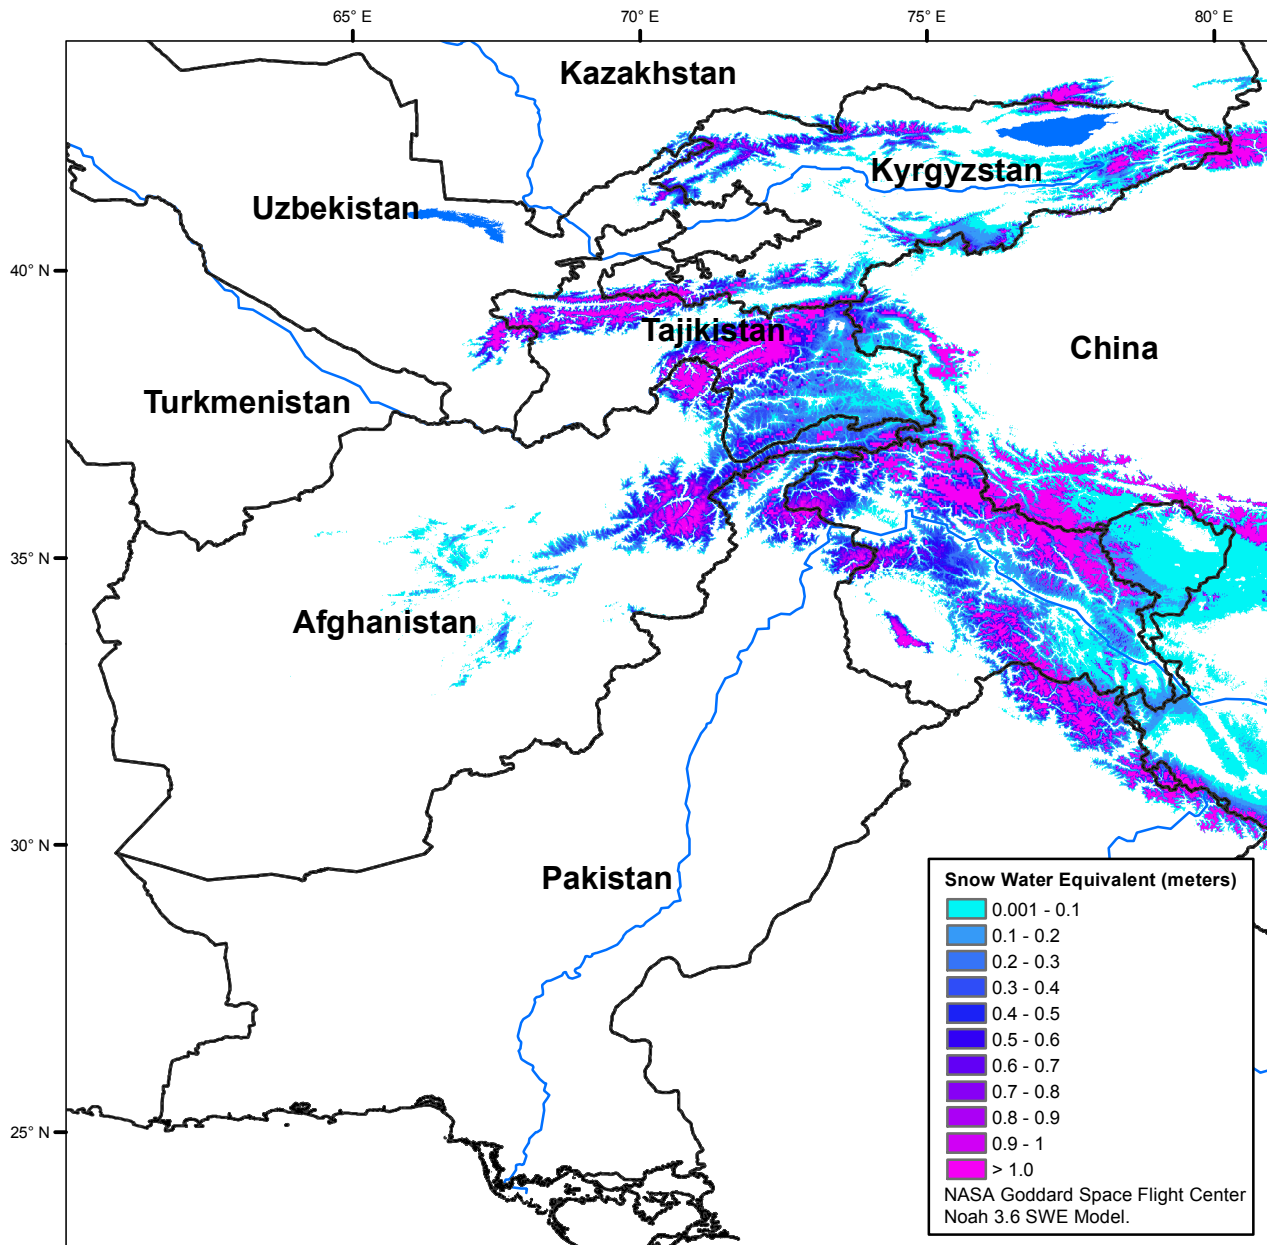 65° E
70° E
75° E
80° E
Kazakhstan
Kyrgyzstan
Uzbekistan
40° N
Tajikistan
China
Turkmenistan
35° N
Afghanistan
30° N
Pakistan
25° N
Snow Water Equivalent (meters)
0.001 - 0.1
0.1 - 0.2
0.2 - 0.3
0.3 - 0.4
0.4 - 0.5
0.5 - 0.6
0.6 - 0.7
0.7 - 0.8
0.8 - 0.9
0.9 - 1
> 1.0
NASA Goddard Space Flight Center
Noah 3.6 SWE Model.